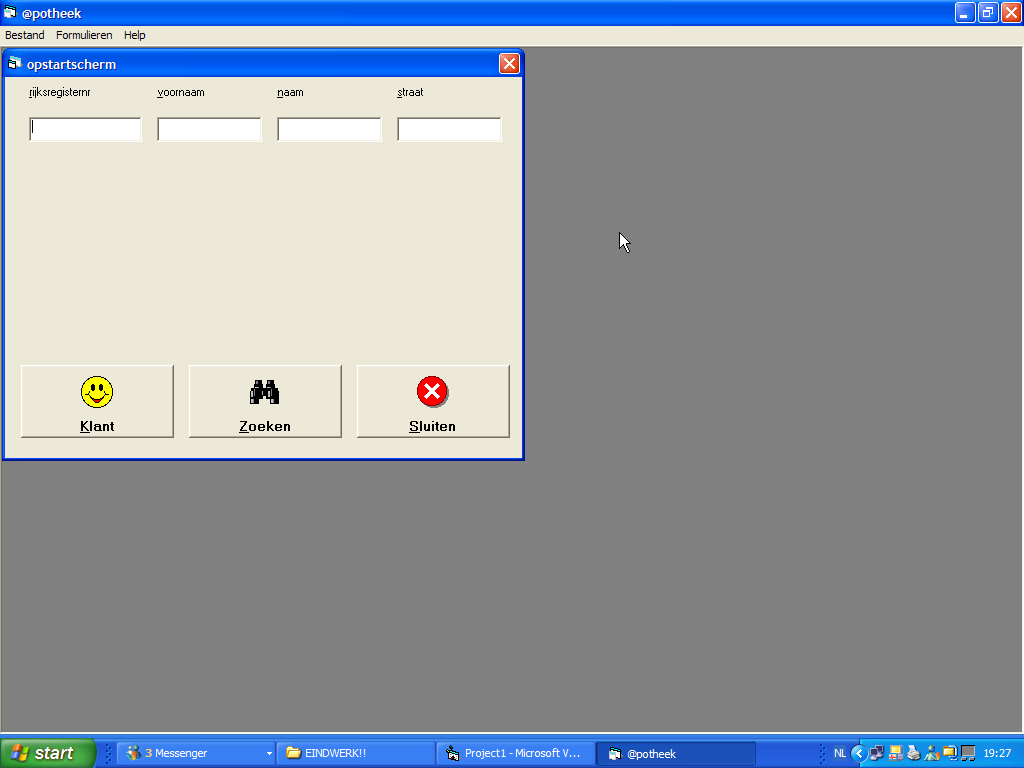 @potheek
Bestand Formulieren Help
opstartscherm
rijksregisternr voornaam naam straat
Klant Zoeken Sluiten
start 3 Messenger EINDWERK!! Project1 - Microsoft V... @potheek NL 19:27